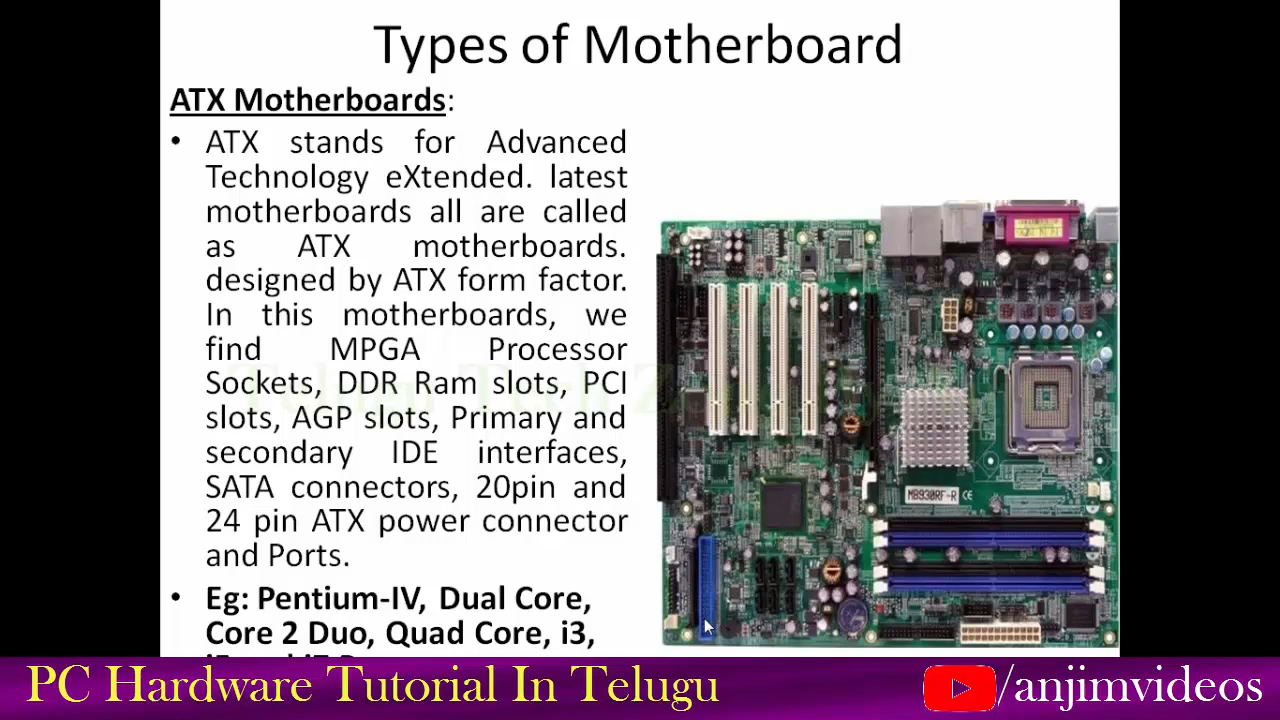 Types of Motherboard
ATX Motherboards:
• ATX stands for Advanced
Technology eXtended. latest
motherboards all are called
as ATX motherboards.
designed by ATX form factor.
In this motherboards, we
find MPGA Processor
Sockets, DDR Ram slots, PCI
slots, AGP slots, Primary and
secondary IDE interfaces,
SATA connectors, 20pin and
24 pin ATX power connector
and Ports.
• Eg: Pentium-IV, Dual Core,
Core 2 Duo, Quad Core, i3,
MB930RF-R CE
PC Hardware Tutorial In Telugu
/anjimvideos